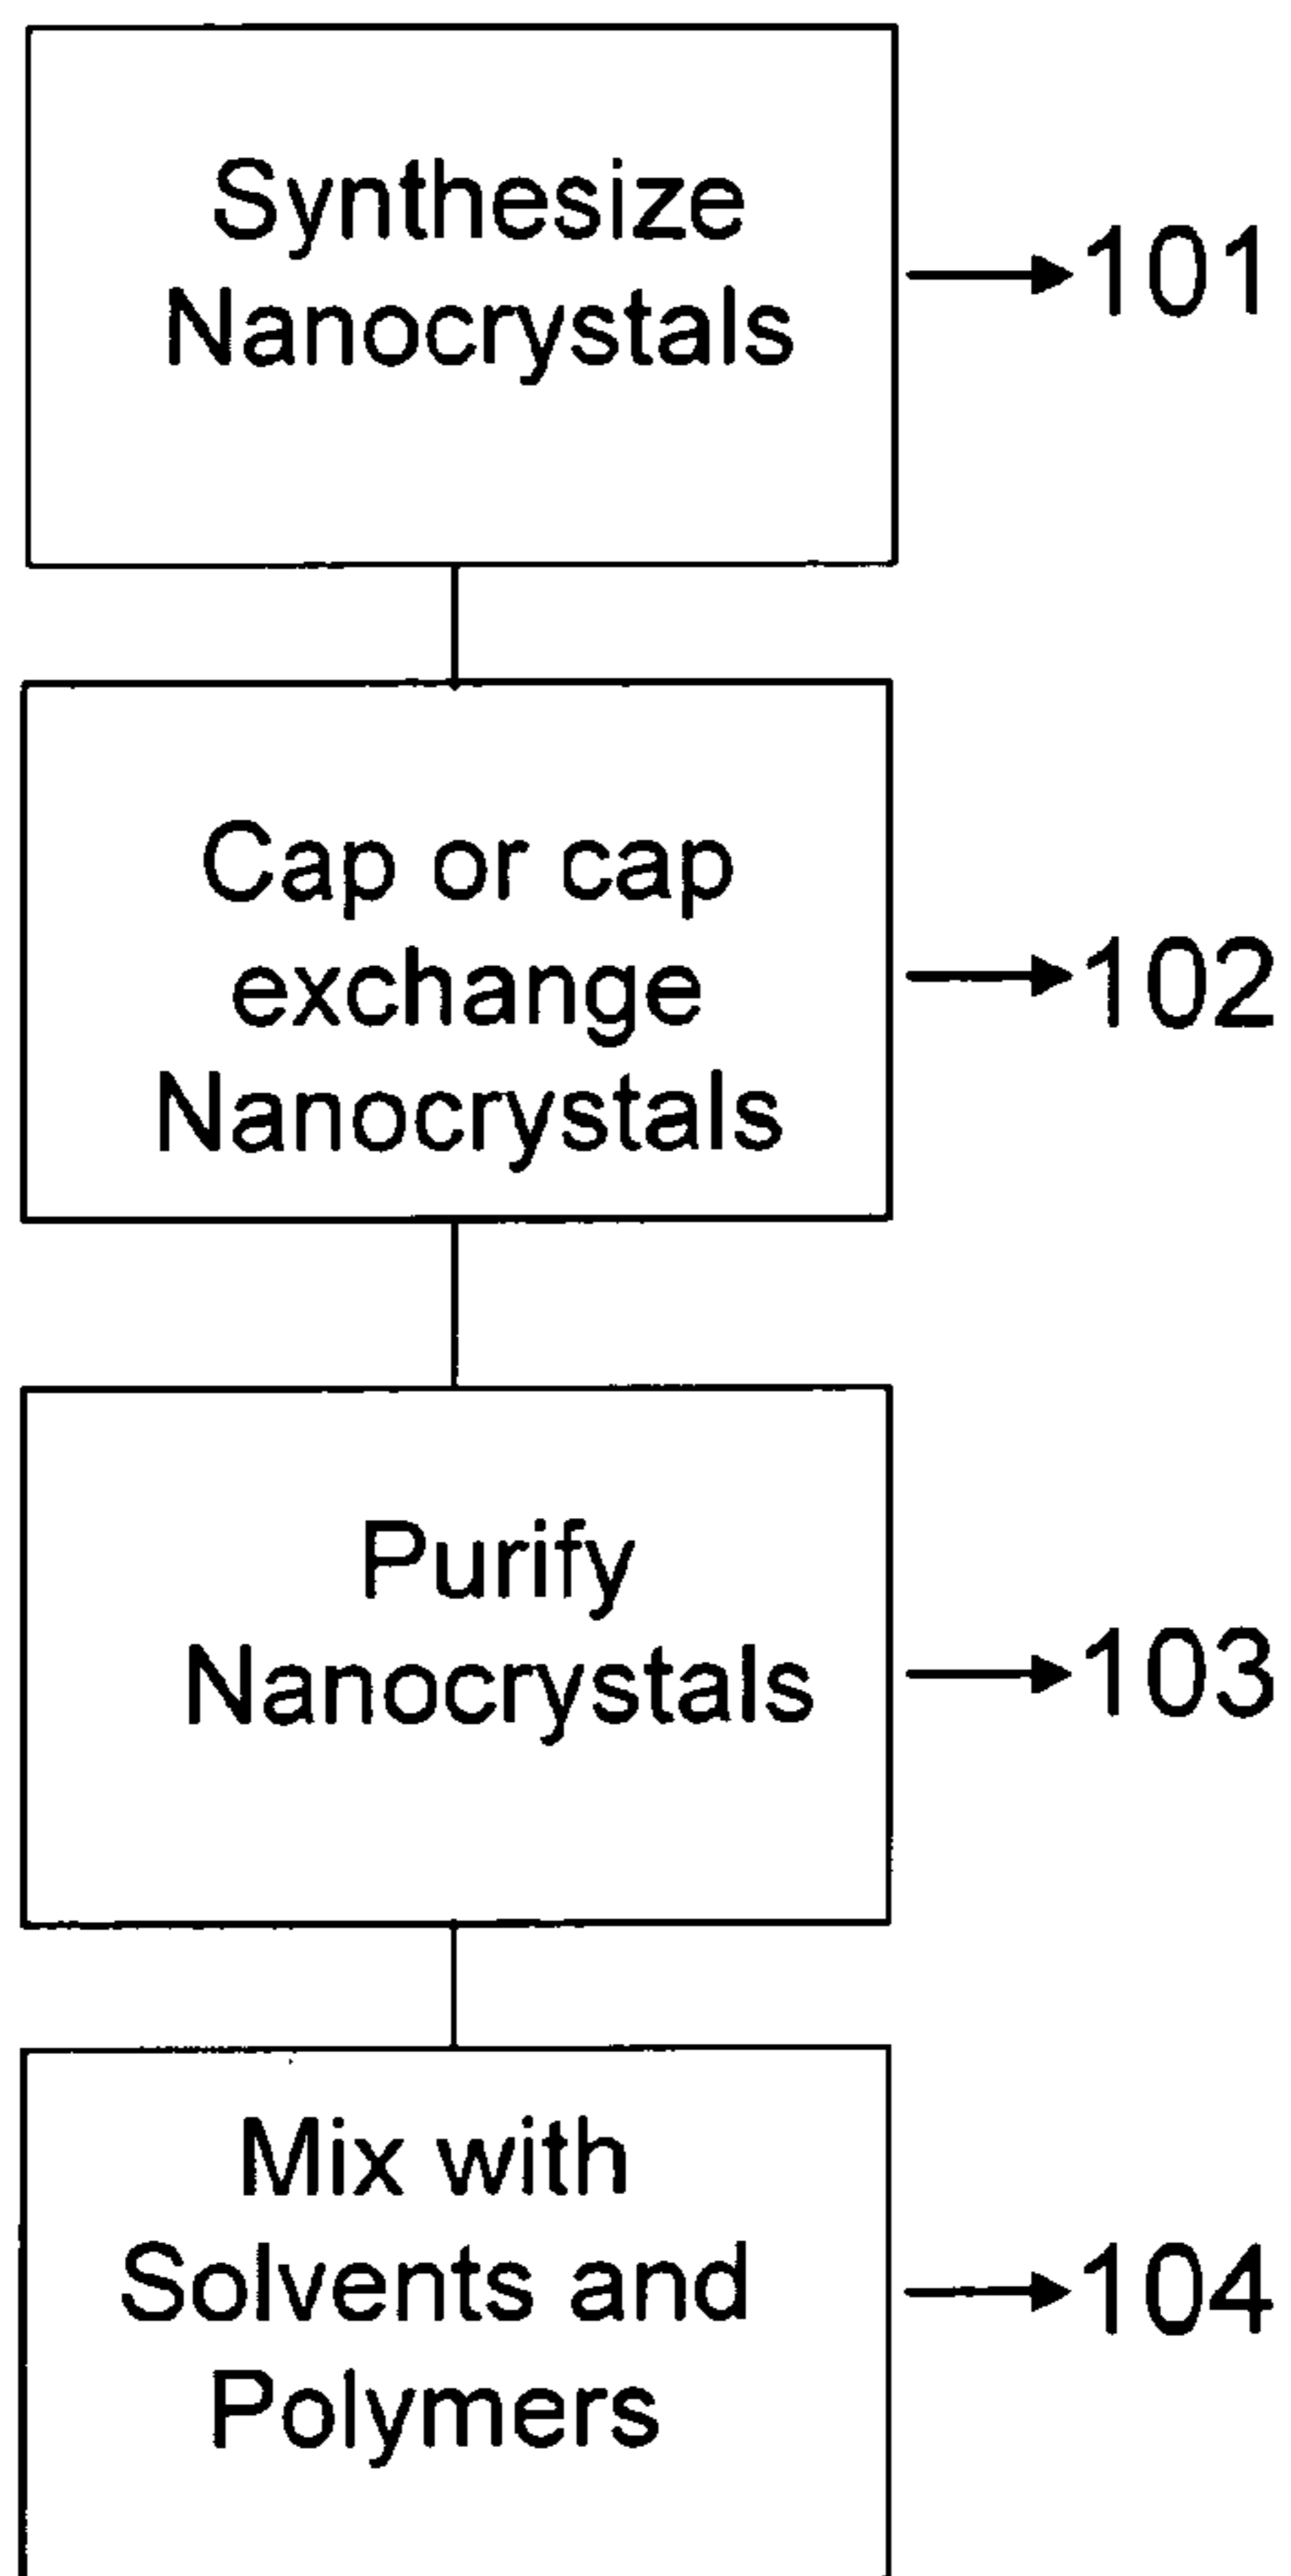 Synthesize
Nanocrystals
101
Cap or cap
exchange
Nanocrystals
102
Purify
Nanocrystals
103
Mix with
Solvents and
Polymers
104